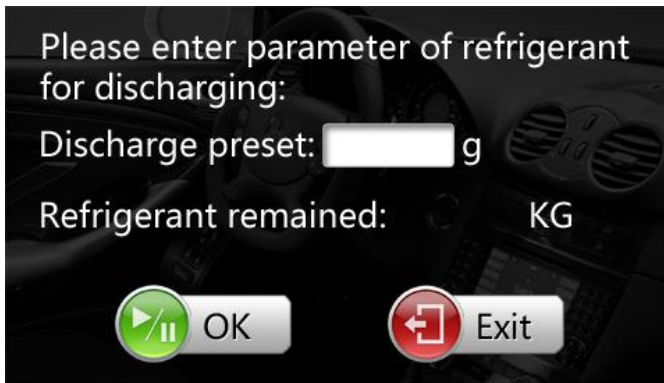 Please enter parameter of refrigerant
for discharging:
Discharge preset: g
Refrigerant remained: KG
OK Exit